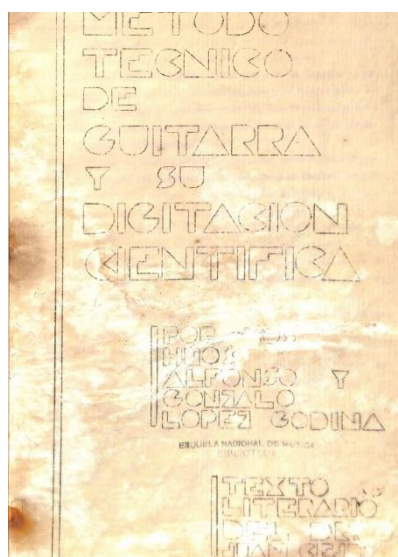 METODO
TECNICO
DE
GUITARRA
Y SU
DIGITACION
CIENTIFICA
POR
HNOS
ALFONSO Y
GONZALO
LOPEZ GODINA
ESCUELA NACIONAL DE MUSICA
BIBLIOTECA
TEXTO
LITERARIO
DEL DR.
JUAN